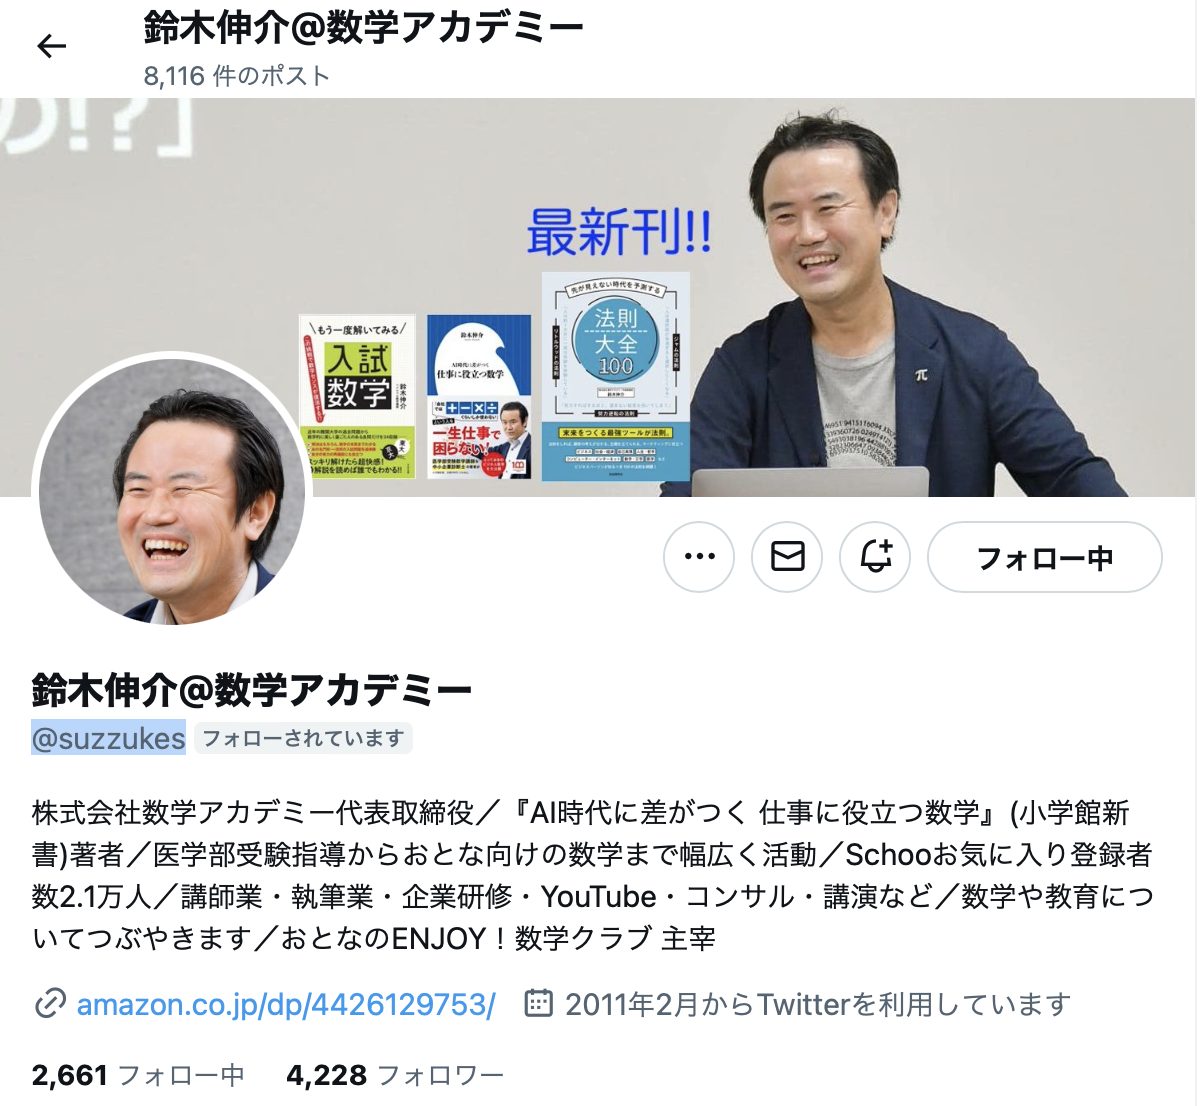 鈴木伸介@数学アカデミー
8,116 件のポスト
の!?」
最新刊!!
もう一度解いてみる
入試
数学
鈴木伸介
鈴木伸介
AI時代に差がつく
仕事に役立つ数学
一生仕事で
困らない!
先が見えない時代を予測する
法則
大全
100
努力逆転の法則
未来をつくる最強ツールが法則。
π
フォロー中
鈴木伸介@数学アカデミー
@suzzukes フォローされています
株式会社数学アカデミー代表取締役／『AI時代に差がつく 仕事に役立つ数学』(小学館新
書)著者／医学部受験指導からおとな向けの数学まで幅広く活動／Schooお気に入り登録者
数2.1万人／講師業・執筆業・企業研修・YouTube・コンサル・講演など／数学や教育につ
いてつぶやきます／おとなのENJOY！数学クラブ 主宰
amazon.co.jp/dp/4426129753/ 2011年2月からTwitterを利用しています
2,661 フォロー中 4,228 フォロワー